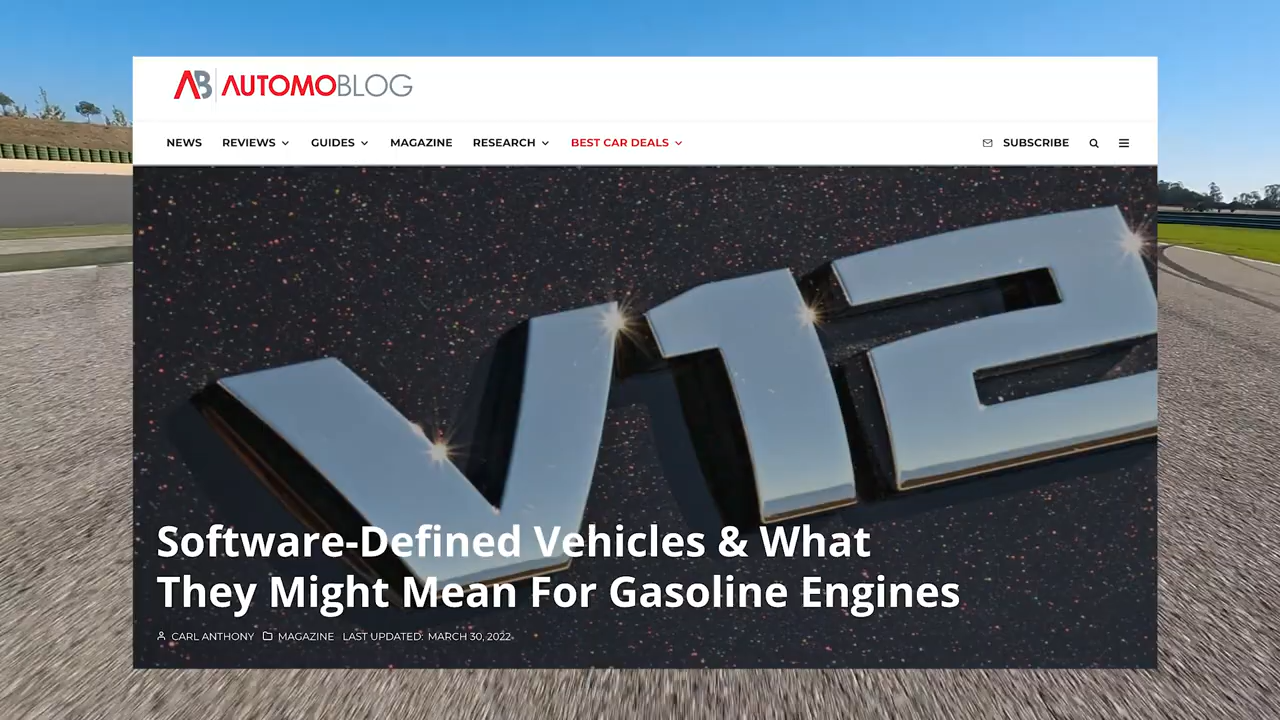 AB AUTOMOBLOG
NEWS REVIEWS GUIDES MAGAZINE RESEARCH BEST CAR DEALS SUBSCRIBE
V12
Software-Defined Vehicles & What
They Might Mean For Gasoline Engines
CARL ANTHONY MAGAZINE LAST UPDATED: MARCH 30, 2022